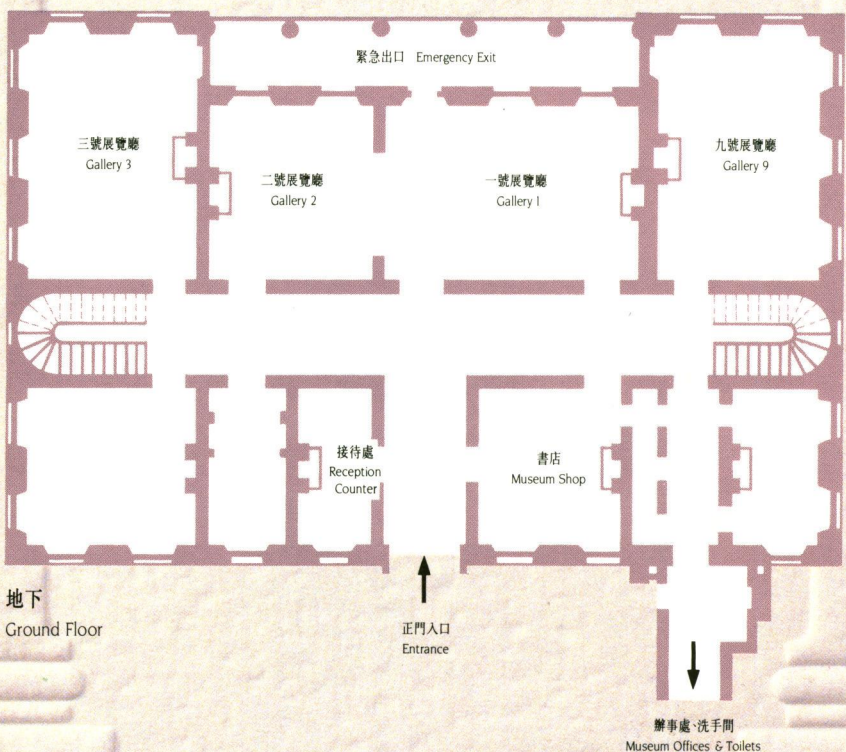 緊急出口 Emergency Exit
三號展覽廳
Gallery 3
二號展覽廳
Gallery 2
一號展覽廳
Gallery 1
九號展覽廳
Gallery 9
接待處
Reception
Counter
書店
Museum Shop
地下
Ground Floor
正門入口
Entrance
辦事處、洗手間
Museum Offices & Toilets